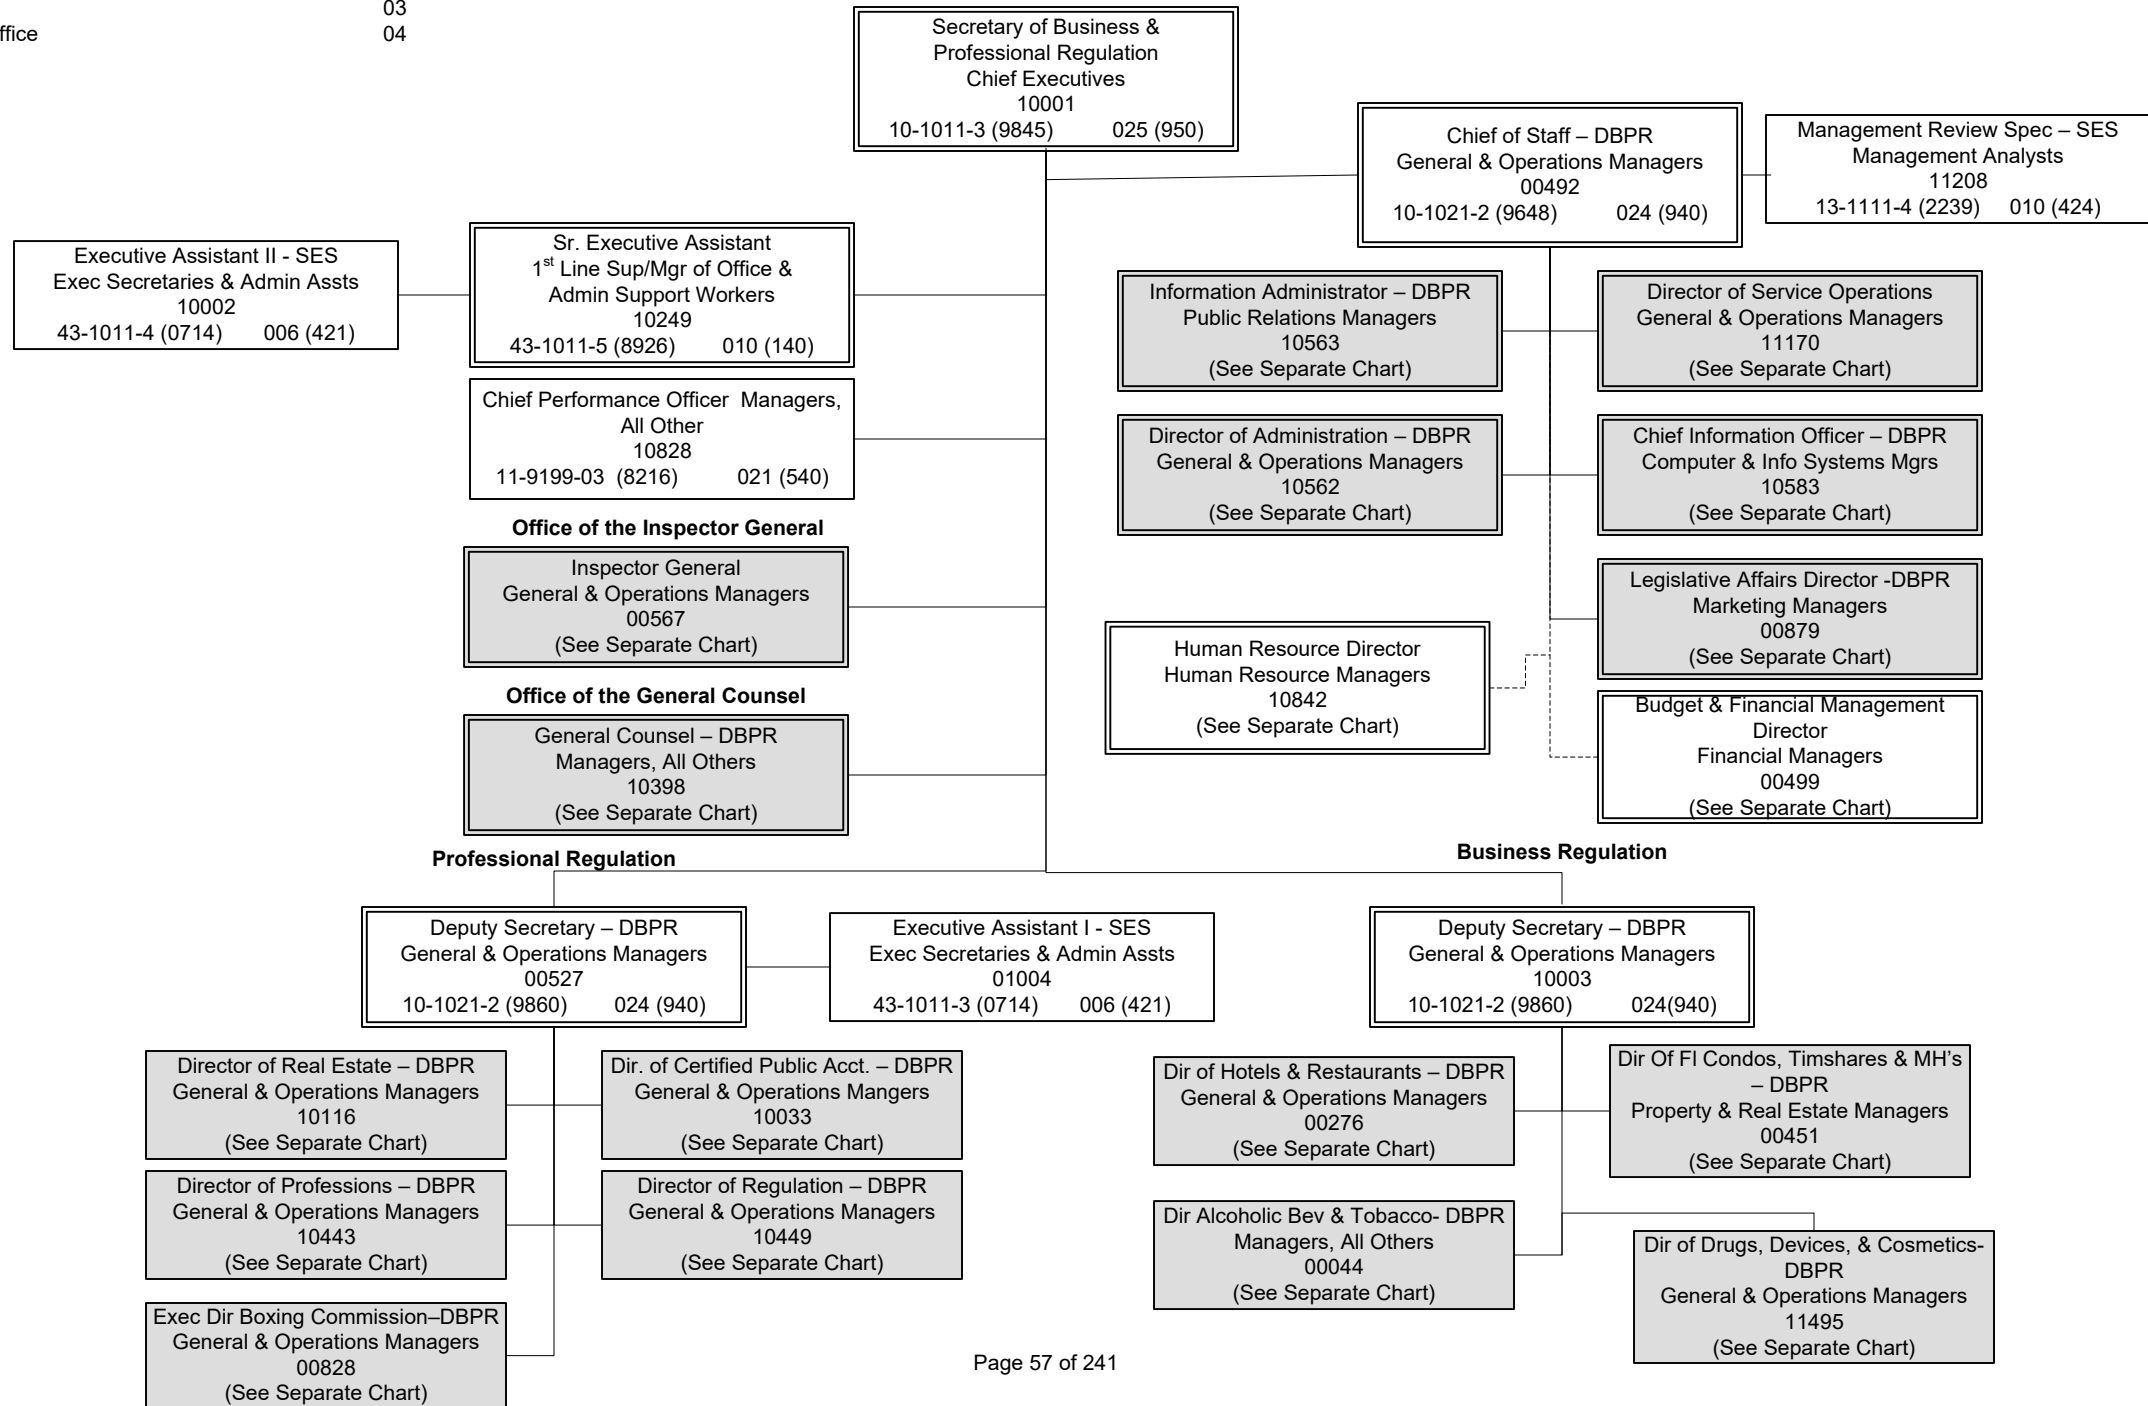 03
ffice 04
Secretary of Business &
Professional Regulation
Chief Executives
10001
10-1011-3 (9845) 025 (950)
Chief of Staff – DBPR
General & Operations Managers
00492
10-1021-2 (9648) 024 (940)
Management Review Spec – SES
Management Analysts
11208
13-1111-4 (2239) 010 (424)
Executive Assistant II - SES
Exec Secretaries & Admin Assts
10002
43-1011-4 (0714) 006 (421)
Sr. Executive Assistant
1st Line Sup/Mgr of Office &
Admin Support Workers
10249
43-1011-5 (8926) 010 (140)
Information Administrator – DBPR
Public Relations Managers
10563
(See Separate Chart)
Director of Service Operations
General & Operations Managers
11170
(See Separate Chart)
Chief Performance Officer Managers,
All Other
10828
11-9199-03 (8216) 021 (540)
Director of Administration – DBPR
General & Operations Managers
10562
(See Separate Chart)
Chief Information Officer – DBPR
Computer & Info Systems Mgrs
10583
(See Separate Chart)
Office of the Inspector General
Inspector General
General & Operations Managers
00567
(See Separate Chart)
Legislative Affairs Director -DBPR
Marketing Managers
00879
(See Separate Chart)
Human Resource Director
Human Resource Managers
10842
(See Separate Chart)
Office of the General Counsel
General Counsel – DBPR
Managers, All Others
10398
(See Separate Chart)
Budget & Financial Management
Director
Financial Managers
00499
(See Separate Chart)
Professional Regulation
Business Regulation
Deputy Secretary – DBPR
General & Operations Managers
00527
10-1021-2 (9860) 024 (940)
Executive Assistant I - SES
Exec Secretaries & Admin Assts
01004
43-1011-3 (0714) 006 (421)
Deputy Secretary – DBPR
General & Operations Managers
10003
10-1021-2 (9860) 024(940)
Director of Real Estate – DBPR
General & Operations Managers
10116
(See Separate Chart)
Dir. of Certified Public Acct. – DBPR
General & Operations Mangers
10033
(See Separate Chart)
Dir of Hotels & Restaurants – DBPR
General & Operations Managers
00276
(See Separate Chart)
Dir Of Fl Condos, Timshares & MH's
– DBPR
Property & Real Estate Managers
00451
(See Separate Chart)
Director of Professions – DBPR
General & Operations Managers
10443
(See Separate Chart)
Director of Regulation – DBPR
General & Operations Managers
10449
(See Separate Chart)
Dir Alcoholic Bev & Tobacco- DBPR
Managers, All Others
00044
(See Separate Chart)
Dir of Drugs, Devices, & Cosmetics-
DBPR
General & Operations Managers
11495
(See Separate Chart)
Exec Dir Boxing Commission–DBPR
General & Operations Managers
00828
(See Separate Chart)
Page 57 of 241